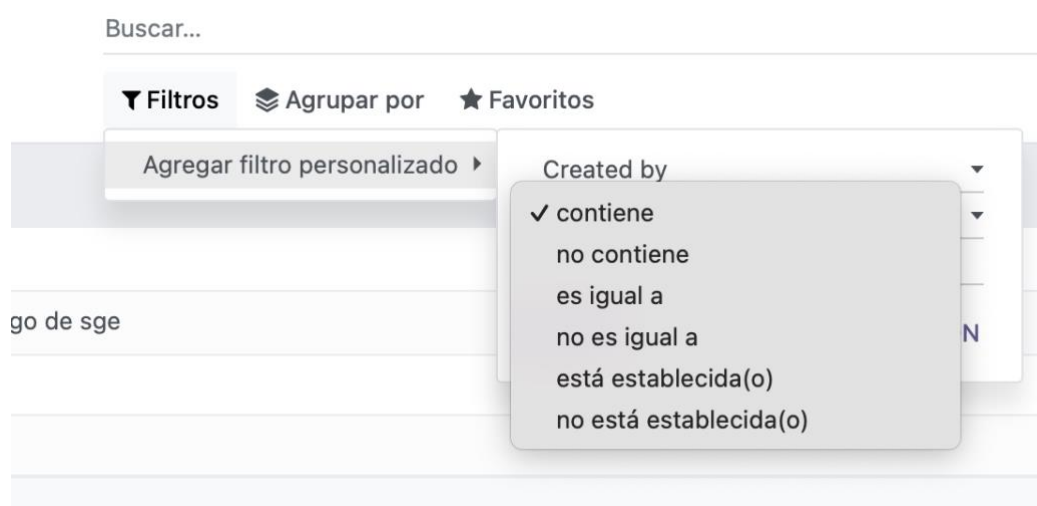 Buscar...
Filtros Agrupar por Favoritos
Agregar filtro personalizado Created by
contiene
no contiene
es igual a
go de sge
no es igual a N
está establecida(o)
no está establecida(o)